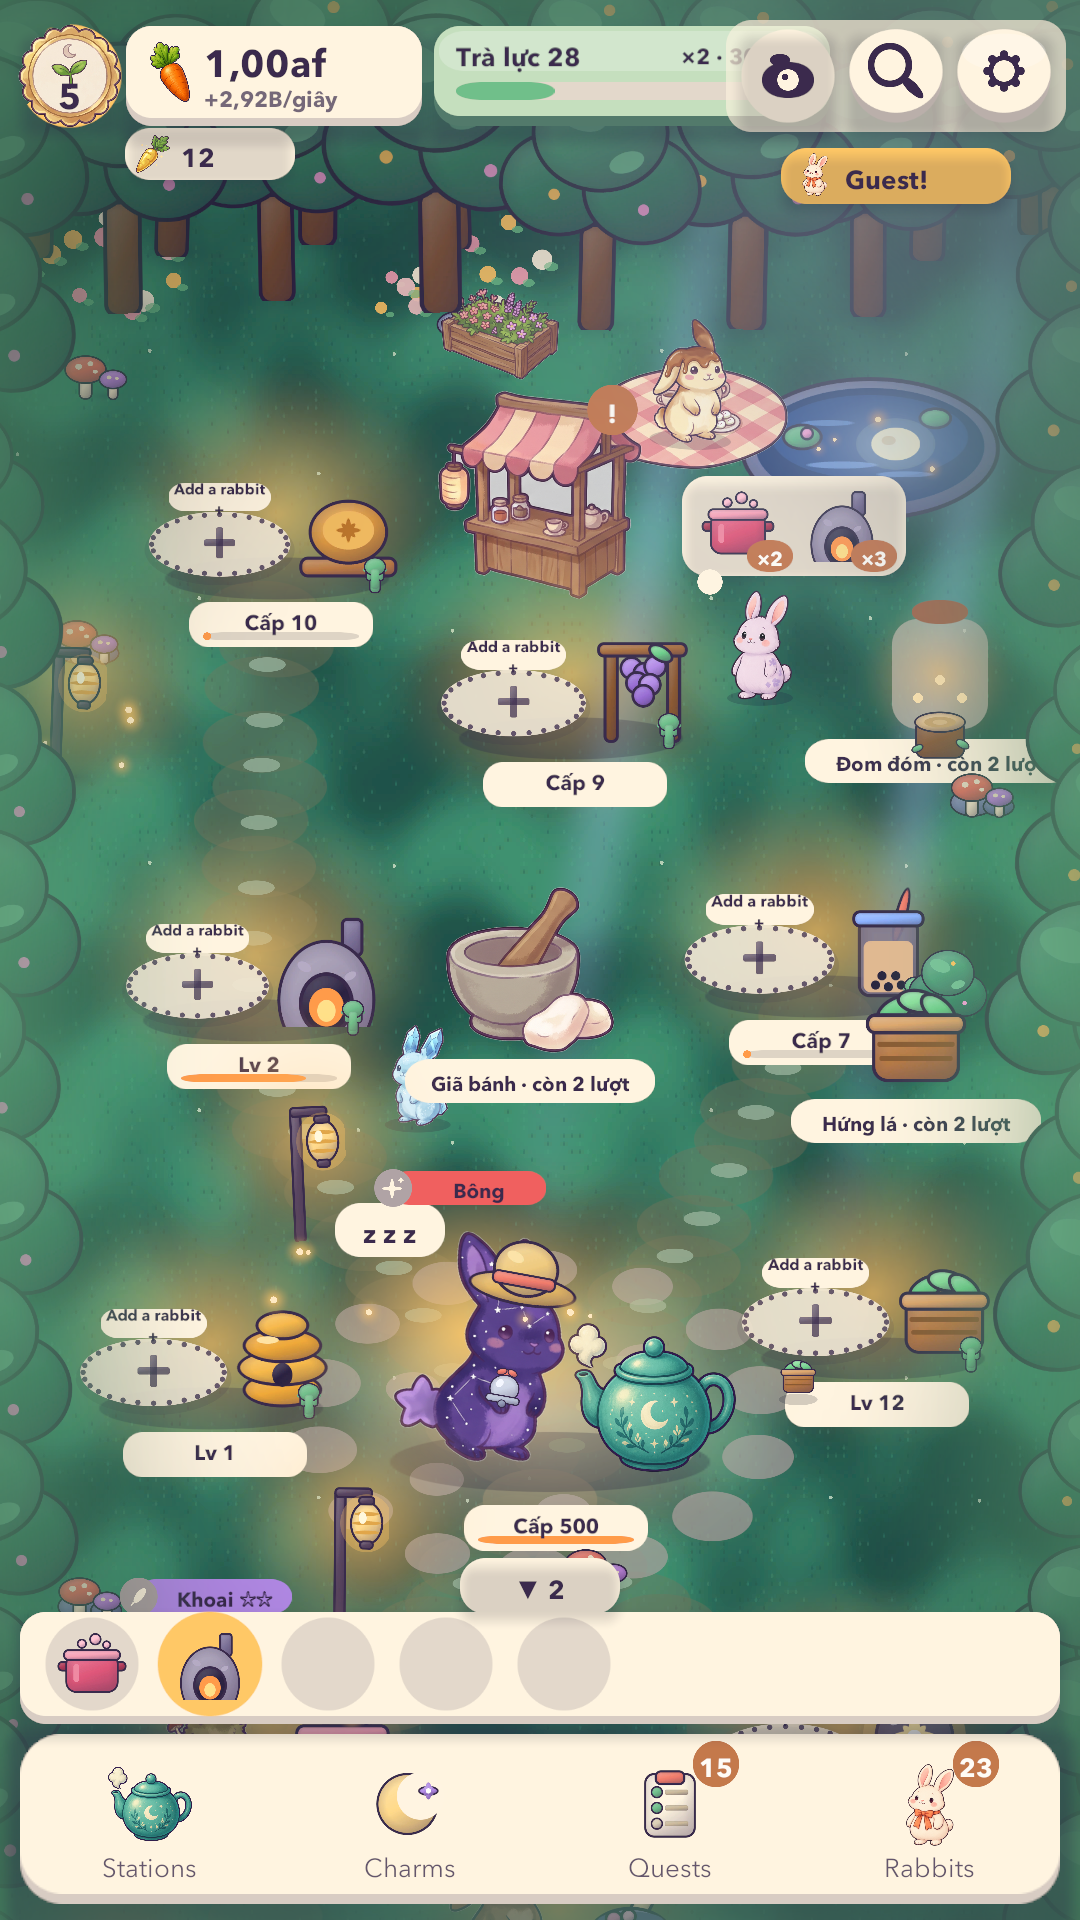 5
1,00af
+2,92B/giây
Trà lực 28
×2 · 3
12
Guest!
!
Add a rabbit
+
×2
×3
Cấp 10
Add a rabbit
+
Cấp 9
Đom đóm · còn 2 lượ
Add a rabbit
+
Add a rabbit
+
Cấp 7
Lv 2
Giã bánh · còn 2 lượt
Hứng lá · còn 2 lượt
Bông
z z z
Add a rabbit
+
Add a rabbit
+
Lv 12
Lv 1
Cấp 500
▼ 2
Khoai ☆☆
15
23
Stations
Charms
Quests
Rabbits